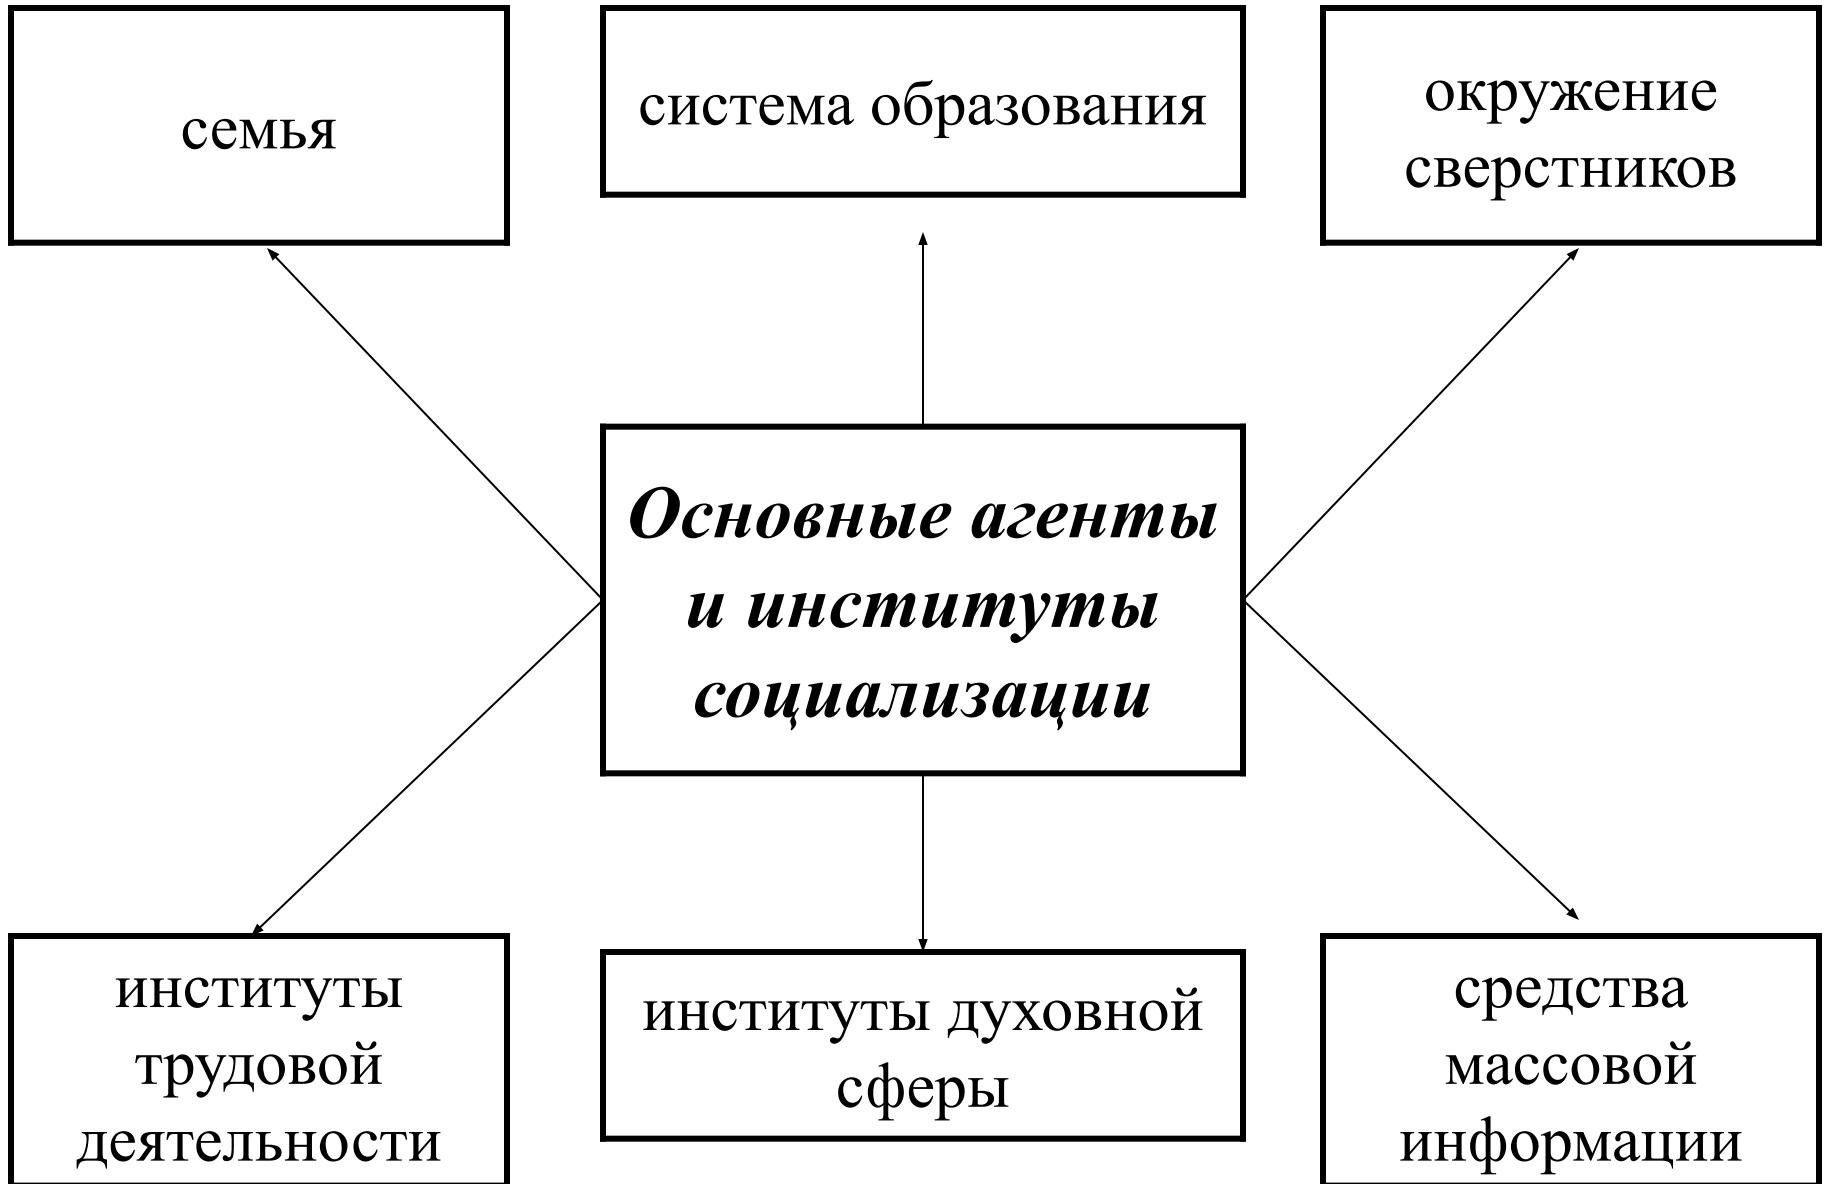 семья
система образования
окружение
сверстников
Основные агенты
и институты
социализации
институты
трудовой
деятельности
институты духовной
сферы
средства
массовой
информации